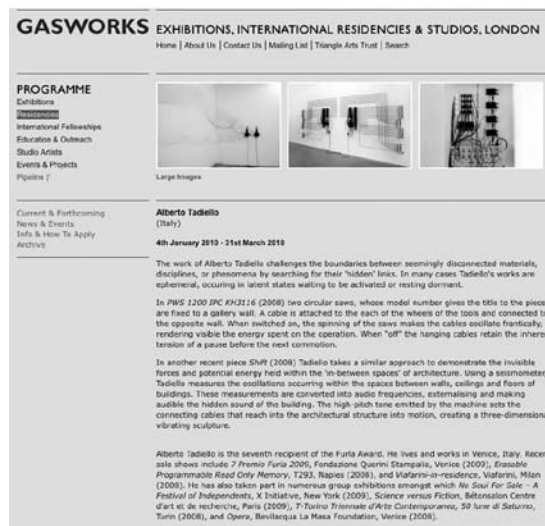 GASWORKS EXHIBITIONS, INTERNATIONAL RESIDENCIES & STUDIOS, LONDON
Home | About Us | Contact Us | Mailing List | Triangle Arts Trust | Search
PROGRAMME
Exhibitions
Residencies
International Fellowships
Education & Outreach
Studio Artists
Events & Projects
Pipeline
Large Images
Current & Forthcoming
News & Events
Info & How To Apply
Archive
Alberto Tadiello
(Italy)
4th January 2010 - 31st March 2010
The work of Alberto Tadiello challenges the boundaries between seemingly disconnected materials,
disciplines, or phenomena by searching for their 'hidden' links. In many cases Tadiello's works are
ephemeral, occuring in latent states waiting to be activated or resting dormant.
In PWS 1200 IPC KH3116 (2008) two circular saws, whose model number gives the title to the piece
are fixed to a gallery wall. A cable is attached to the each of the wheels of the tools and connected to
the opposite wall. When switched on, the spinning of the saws makes the cables oscillate frantically,
rendering visible the energy spent on the operation. When "off" the hanging cables retain the inhere
tension of a pause before the next commotion.
In another recent piece Shift (2008) Tadiello takes a similar approach to demonstrate the invisible
forces and potential energy held within the 'in-between spaces' of architecture. Using a seismometer
Tadiello measures the oscillations occurring within the spaces between walls, ceilings and floors of
buildings. These measurements are converted into audio frequencies, externalising and making
audible the hidden sound of the building. The high-pitch tone emitted by the machine sets the
connecting cables that reach into the architectural structure into motion, creating a three-dimensiona
vibrating sculpture.
Alberto Tadiello is the seventh recipient of the Furla Award. He lives and works in Venice, Italy. Recen
solo shows include 7 Premio Furla 2009, Fondazione Querini Stampalia, Venice (2009), Erasable
Programmable Read Only Memory, T293, Naples (2008), and Viafarini-in-residence, Viafarini, Milan
(2009). He has also taken part in numerous group exhibitions amongst which No Soul For Sale - A
Festival of Independents, X Initiative, New York (2009), Science versus Fiction, Bétonsalon Centre
d'art et de recherche, Paris (2009), T-Torino Triennale d'Arte Contemporanea, 50 lune di Saturno,
Turin (2008), and Opera, Bevilacqua La Masa Foundation, Venice (2008).